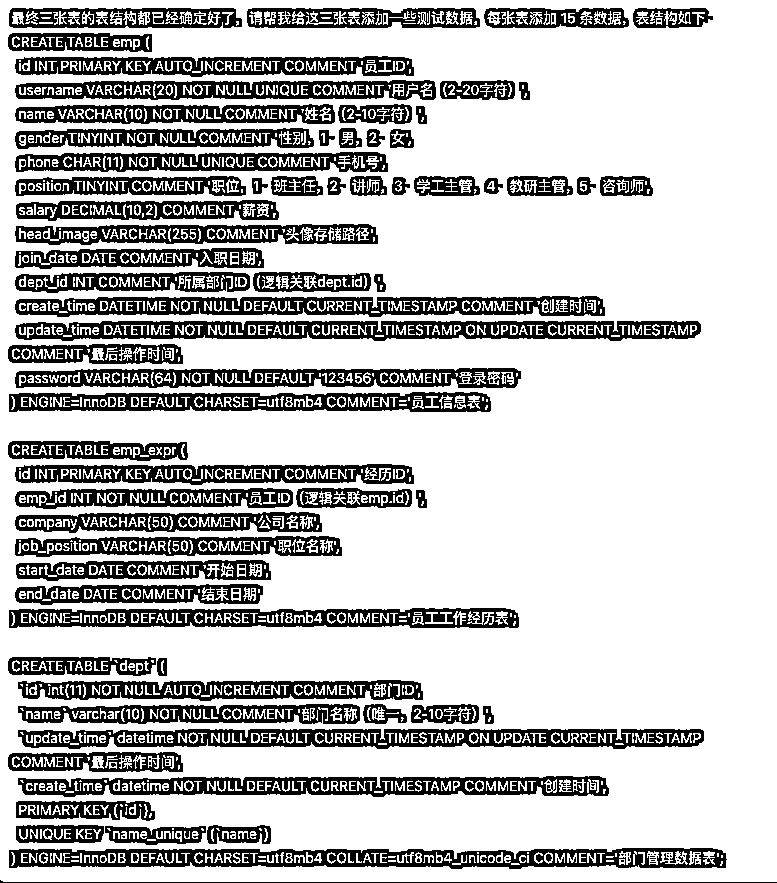 最终三张表的表结构都已经确定好了，请帮我给这三张表添加一些测试数据，每张表添加 15 条数据，表结构如下-
CREATE TABLE emp (
id INT PRIMARY KEY AUTO_INCREMENT COMMENT '员工ID',
username VARCHAR(20) NOT NULL UNIQUE COMMENT '用户名（2-20字符）',
name VARCHAR(10) NOT NULL COMMENT '姓名（2-10字符）',
gender TINYINT NOT NULL COMMENT '性别，1- 男，2- 女',
phone CHAR(11) NOT NULL UNIQUE COMMENT '手机号',
position TINYINT COMMENT '职位，1- 班主任，2- 讲师，3- 学工主管，4- 教研主管，5- 咨询师',
salary DECIMAL(10,2) COMMENT '薪资',
head_image VARCHAR(255) COMMENT '头像存储路径',
join_date DATE COMMENT '入职日期',
dept_id INT COMMENT '所属部门ID（逻辑关联dept.id）',
create_time DATETIME NOT NULL DEFAULT CURRENT_TIMESTAMP COMMENT '创建时间',
update_time DATETIME NOT NULL DEFAULT CURRENT_TIMESTAMP ON UPDATE CURRENT_TIMESTAMP
COMMENT '最后操作时间',
password VARCHAR(64) NOT NULL DEFAULT '123456' COMMENT '登录密码'
) ENGINE=InnoDB DEFAULT CHARSET=utf8mb4 COMMENT='员工信息表';

CREATE TABLE emp_expr (
id INT PRIMARY KEY AUTO_INCREMENT COMMENT '经历ID',
emp_id INT NOT NULL COMMENT '员工ID（逻辑关联emp.id）',
company VARCHAR(50) COMMENT '公司名称',
job_position VARCHAR(50) COMMENT '职位名称',
start_date DATE COMMENT '开始日期',
end_date DATE COMMENT '结束日期'
) ENGINE=InnoDB DEFAULT CHARSET=utf8mb4 COMMENT='员工工作经历表';

CREATE TABLE `dept` (
`id` int(11) NOT NULL AUTO_INCREMENT COMMENT '部门ID',
`name` varchar(10) NOT NULL COMMENT '部门名称（唯一，2-10字符）',
`update_time` datetime NOT NULL DEFAULT CURRENT_TIMESTAMP ON UPDATE CURRENT_TIMESTAMP
COMMENT '最后操作时间',
`create_time` datetime NOT NULL DEFAULT CURRENT_TIMESTAMP COMMENT '创建时间',
PRIMARY KEY (`id`),
UNIQUE KEY `name_unique` (`name`)
) ENGINE=InnoDB DEFAULT CHARSET=utf8mb4 COLLATE=utf8mb4_unicode_ci COMMENT='部门管理数据表';